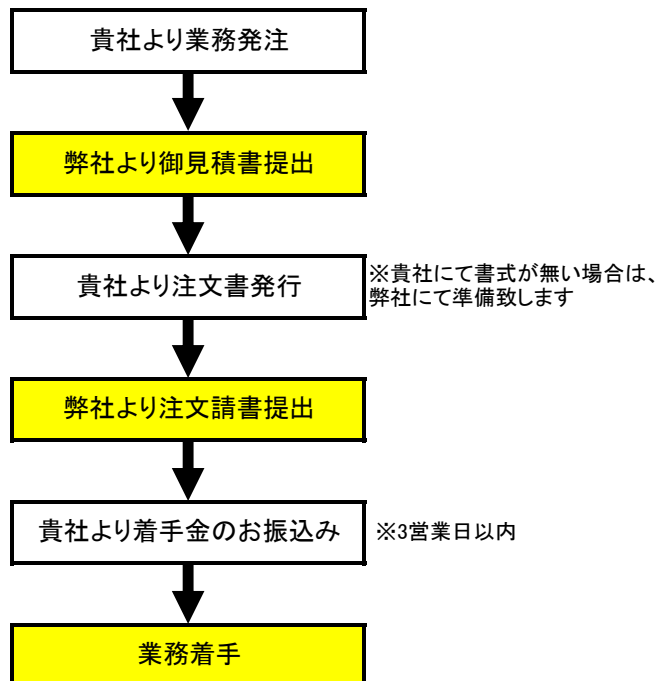 貴社より業務発注
弊社より御見積書提出
貴社より注文書発行
※貴社にて書式が無い場合は、
弊社にて準備致します
弊社より注文請書提出
貴社より着手金のお振込み
※3営業日以内
業務着手